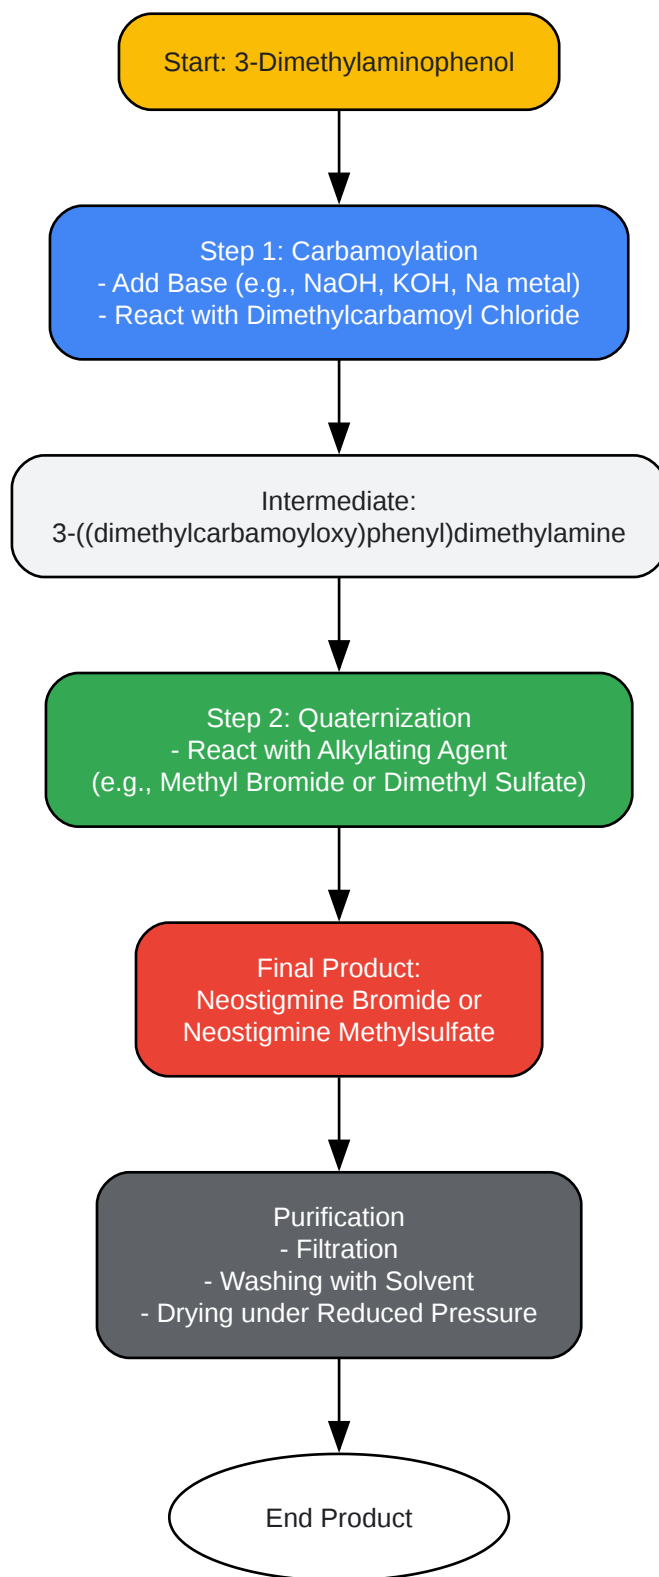 Start: 3-Dimethylaminophenol
Step 1: Carbamoylation
- Add Base (e.g., NaOH, KOH, Na metal)
- React with Dimethylcarbamoyl Chloride
Intermediate:
3-((dimethylcarbamoyloxy)phenyl)dimethylamine
Step 2: Quaternization
- React with Alkylating Agent
(e.g., Methyl Bromide or Dimethyl Sulfate)
Final Product:
Neostigmine Bromide or
Neostigmine Methylsulfate
Purification
- Filtration
- Washing with Solvent
- Drying under Reduced Pressure
End Product